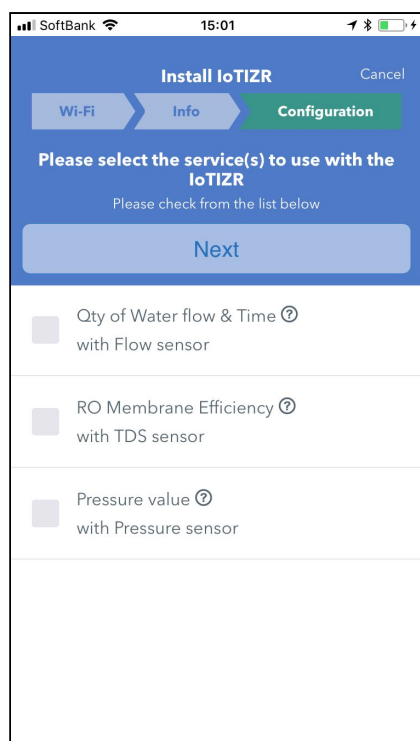 SoftBank 15:01
Install IoTIZR Cancel
Wi-Fi Info Configuration
Please select the service(s) to use with the
IoTIZR
Please check from the list below
Next
Qty of Water flow & Time ?
with Flow sensor
RO Membrane Efficiency ?
with TDS sensor
Pressure value ?
with Pressure sensor